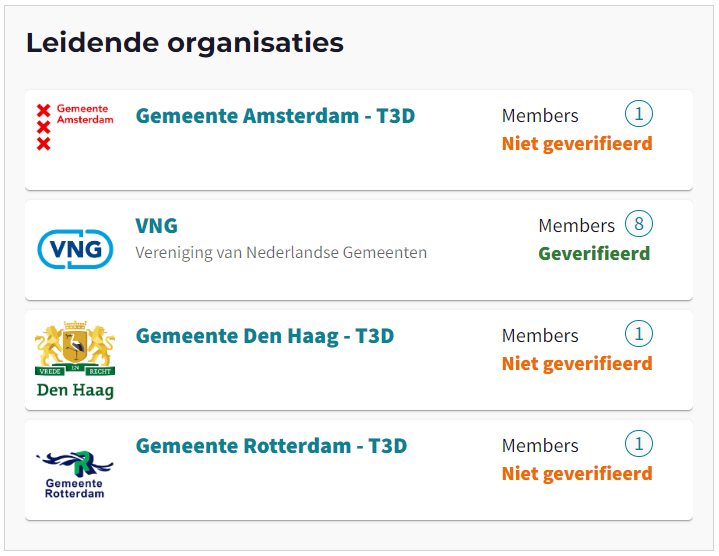 Leidende organisaties
Gemeente
Amsterdam
Gemeente Amsterdam - T3D
Members 1
Niet geverifieerd
VNG
VNG
Members 8
Vereniging van Nederlandse Gemeenten
Geverifieerd
VREDE EN RECHT
Den Haag
Gemeente Den Haag - T3D
Members 1
Niet geverifieerd
R
Gemeente
Rotterdam
Gemeente Rotterdam - T3D
Members 1
Niet geverifieerd